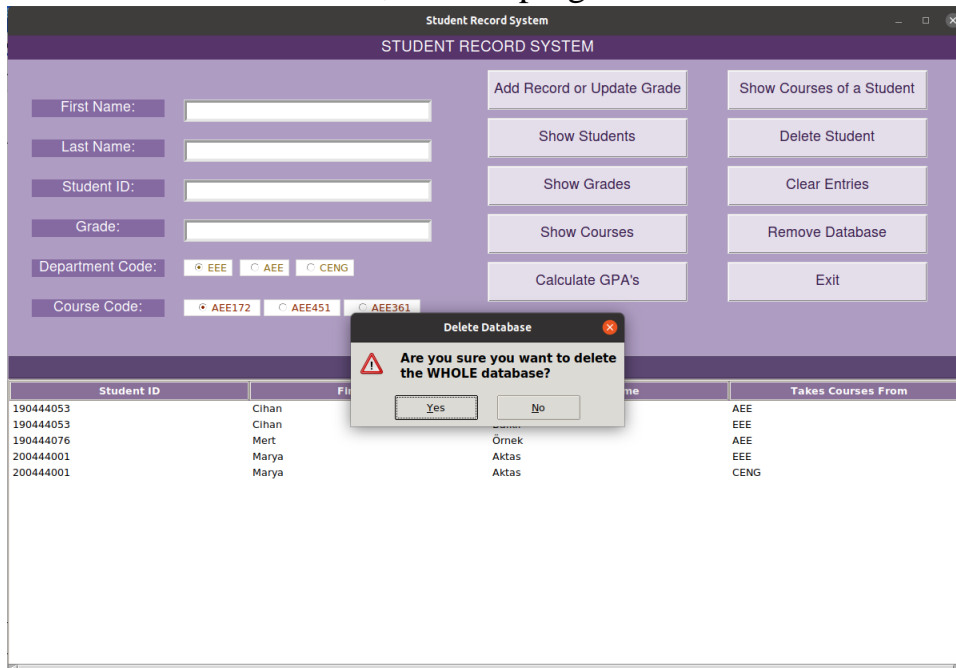 Student Record System
STUDENT RECORD SYSTEM
First Name:
Last Name:
Student ID:
Grade:
Department Code:
EEE AEE CENG
Course Code:
AEE172 AEE451 AEE361
Add Record or Update Grade
Show Courses of a Student
Show Students
Delete Student
Show Grades
Clear Entries
Show Courses
Remove Database
Calculate GPA's
Exit
Delete Database
Are you sure you want to delete
the WHOLE database?
Yes No
Student ID Takes Courses From
190444053 Cihan AEE
190444053 Cihan EEE
190444076 Mert Örnek AEE
200444001 Marya Aktas EEE
200444001 Marya Aktas CENG